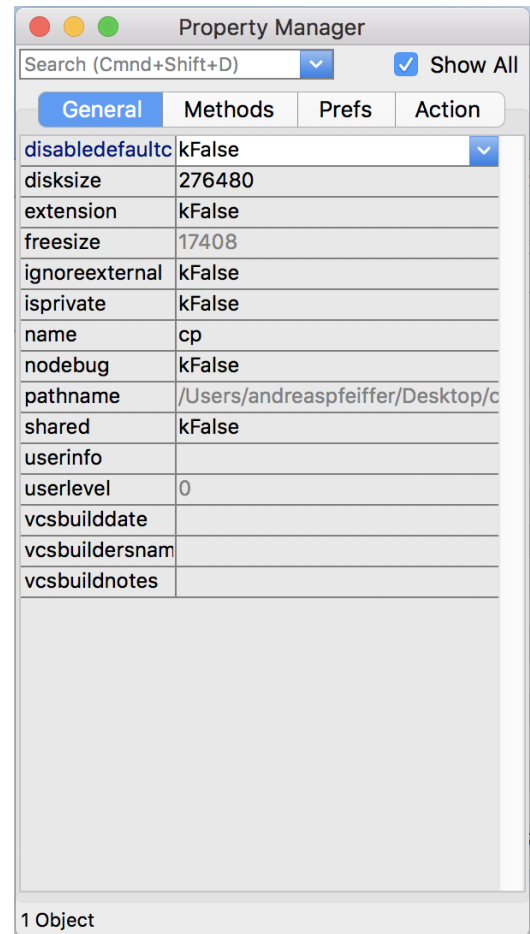 Property Manager
Search (Cmnd+Shift+D) Show All
General Methods Prefs Action
disabledefaultc kFalse
disksize 276480
extension kFalse
freesize 17408
ignoreexternal kFalse
isprivate kFalse
name cp
nodebug kFalse
pathname /Users/andreaspfeiffer/Desktop/c
shared kFalse
userinfo
userlevel 0
vcsbuilddate
vcsbuildersnam
vcsbuildnotes
1 Object